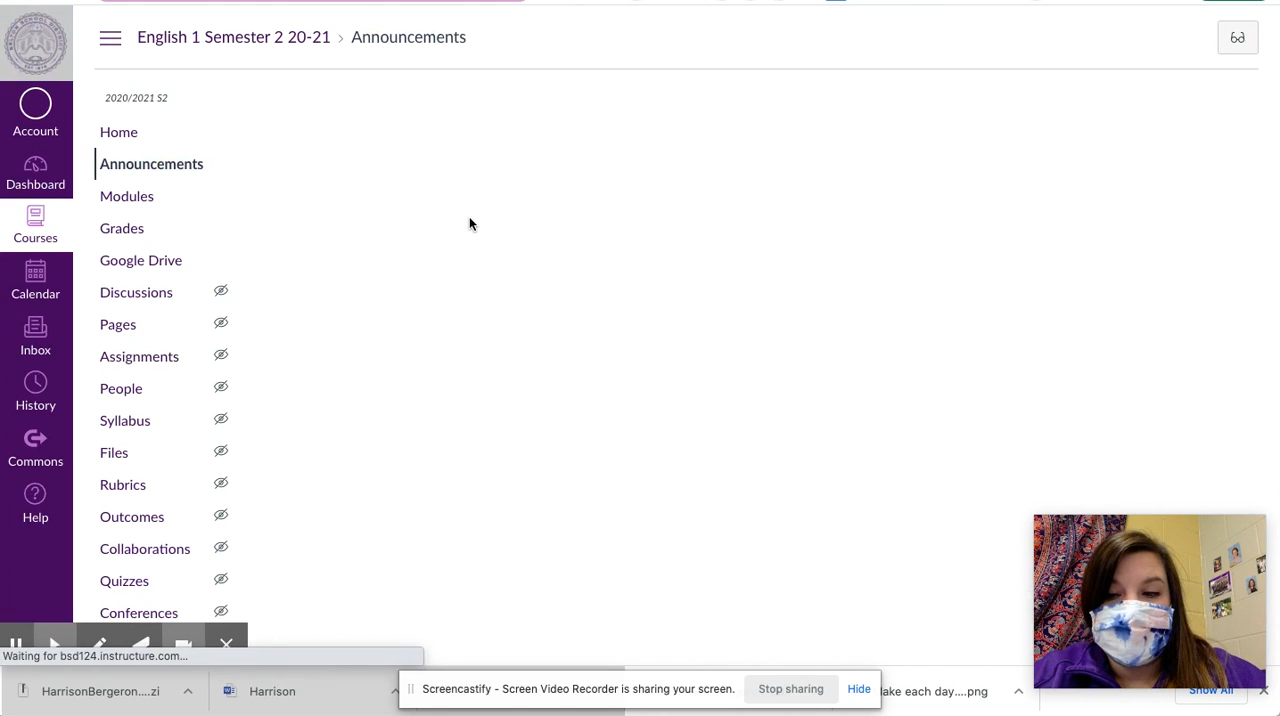 English 1 Semester 2 20-21 › Announcements
2020/2021 S2
Account
Dashboard
Courses
Calendar
Inbox
History
Commons
Help
Home
Announcements
Modules
Grades
Google Drive
Discussions
Pages
Assignments
People
Syllabus
Files
Rubrics
Outcomes
Collaborations
Quizzes
Conferences
Waiting for bsd124.instructure.com...
HarrisonBergeron....zi
Harrison
Screencastify - Screen Video Recorder is sharing your screen.
Stop sharing
Hide
ake each day....png
Show All